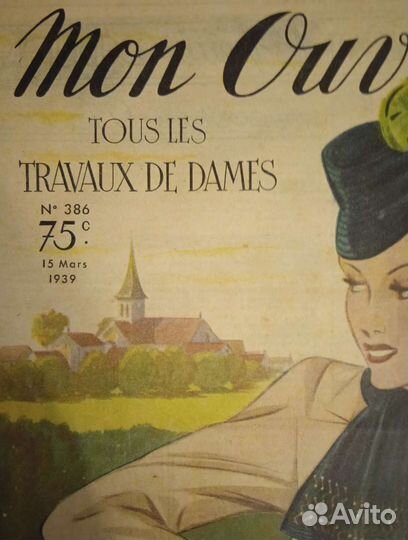 Mon Ouv
TOUS LES
TRAVAUX DE DAMES
N° 386
75c.
15 Mars
1939
Avito